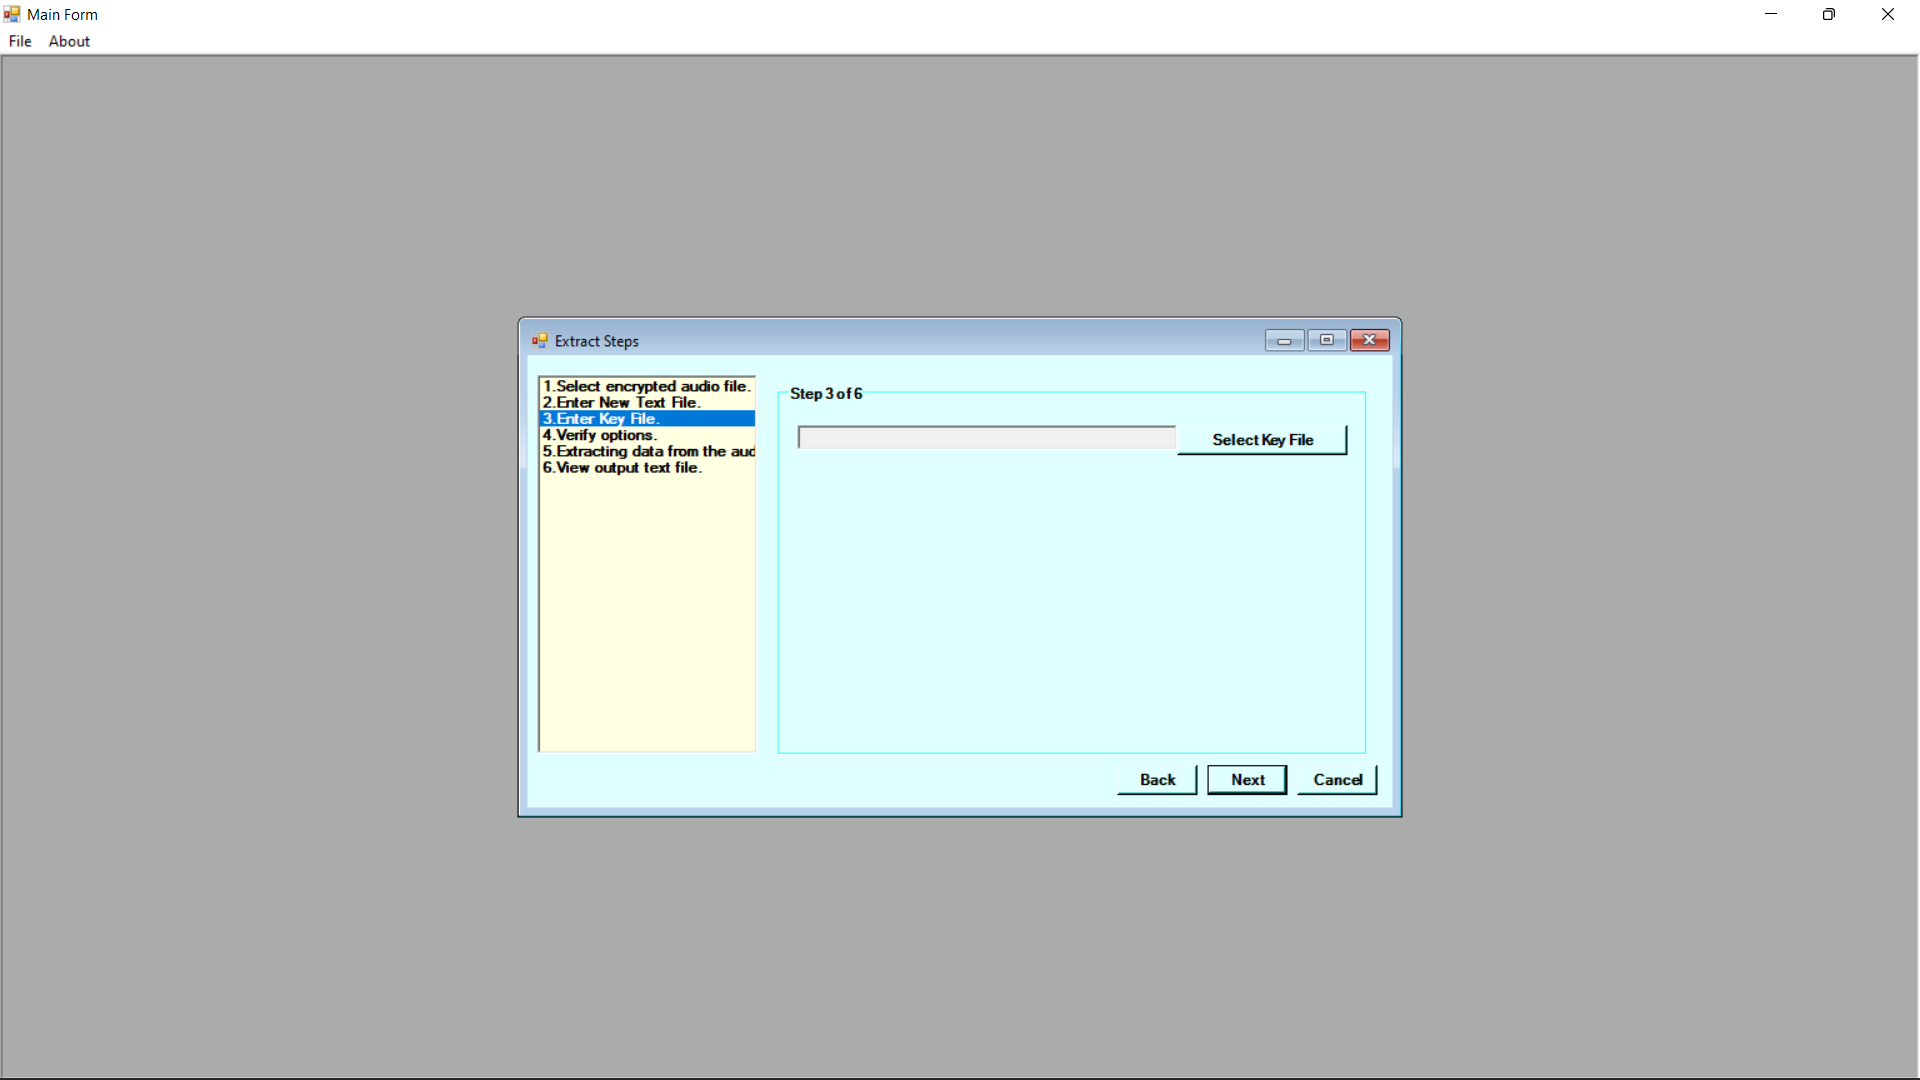 Main Form
File About
Extract Steps
1.Select encrypted audio file.
2.Enter New Text File.
3.Enter Key File.
4.Verify options.
5.Extracting data from the aud
6.View output text file.
Step 3 of 6
Select Key File
Back Next Cancel